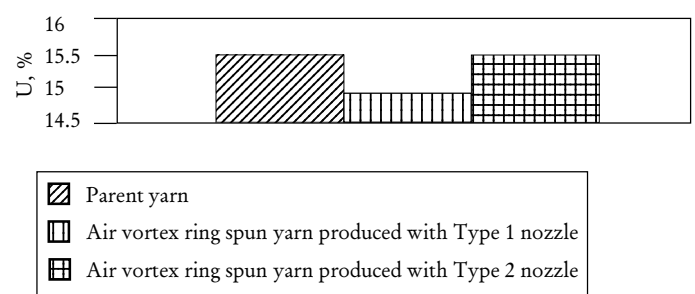 16
15.5
15
14.5
U, %
Parent yarn
Air vortex ring spun yarn produced with Type 1 nozzle
Air vortex ring spun yarn produced with Type 2 nozzle